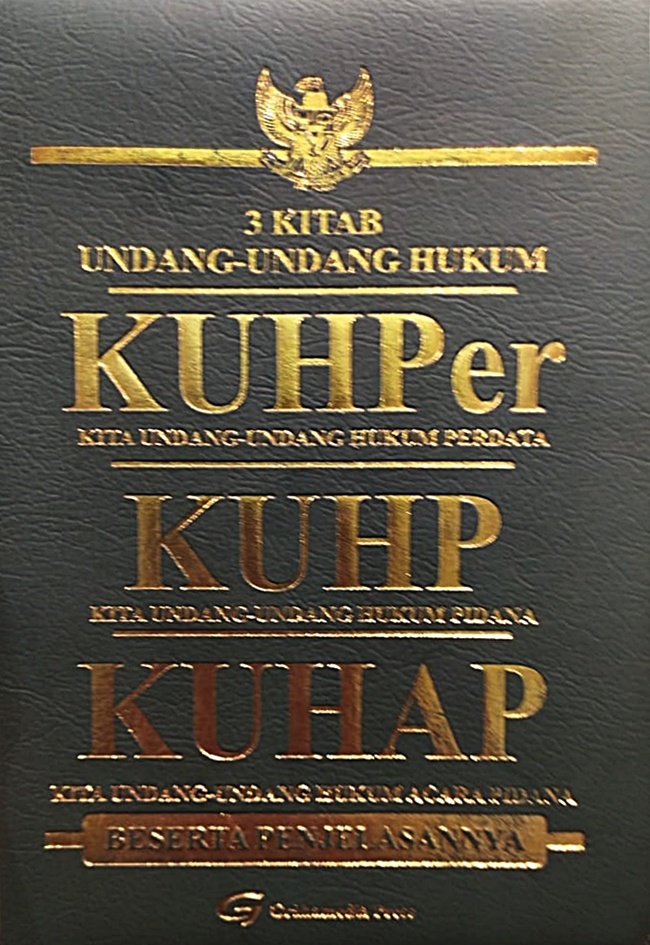 3 KITAB
UNDANG-UNDANG HUKUM
KUHPer
KITA UNDANG-UNDANG HUKUM PERDATA
KUHP
KITA UNDANG-UNDANG HUKUM PIDANA
KUHAP
KITA UNDANG-UNDANG HUKUM ACARA PIDANA
BESERTA PENJELASANNYA
Press